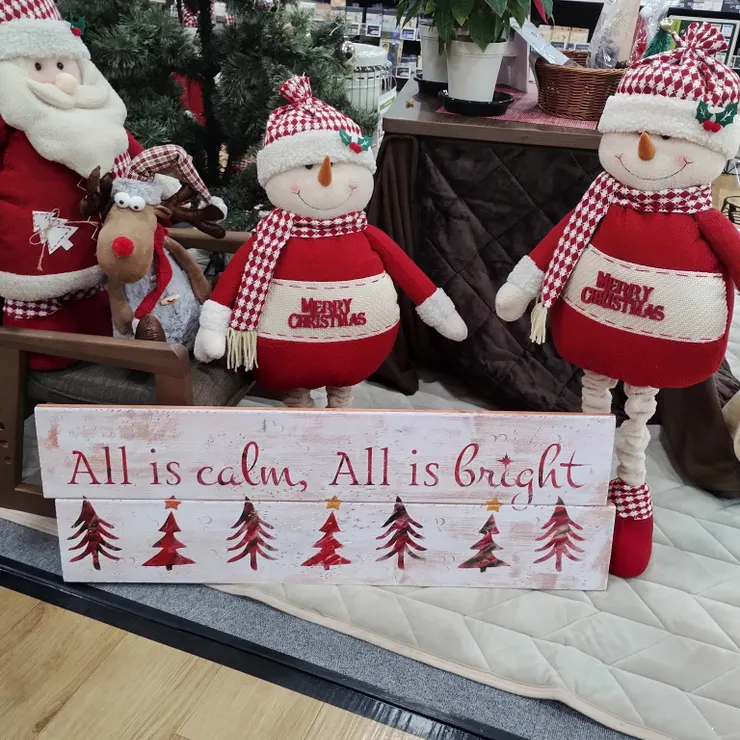 MERRY
CHRISTMAS
MERRY
CHRISTMAS
All is calm, All is bright